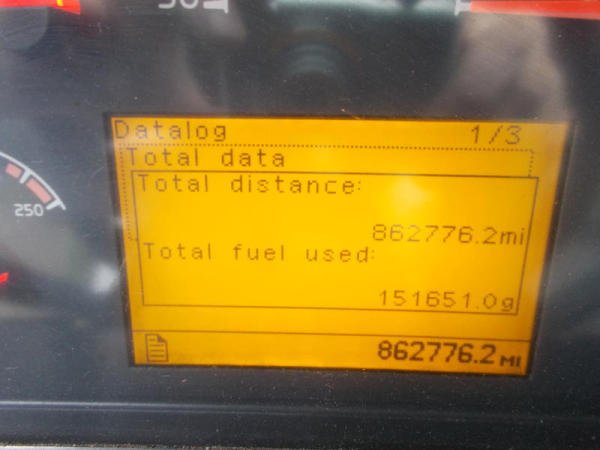 Datalog 1/3
Total data
Total distance:
862776.2mi
Total fuel used:
151651.0g
862776.2 MI
250